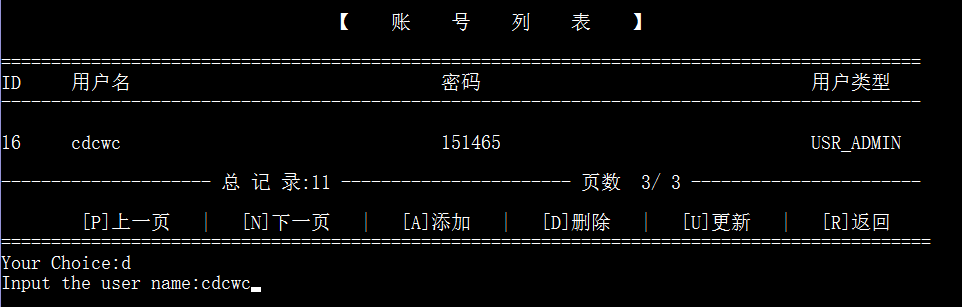 【 账 号 列 表 】
ID 用户名 密码 用户类型
16 cdcwc 151465 USR_ADMIN
--------------------- 总 记 录:11 ----------------------- 页数 3/ 3 -----------------------
[P]上一页 | [N]下一页 | [A]添加 | [D]删除 | [U]更新 | [R]返回
Your Choice:d
Input the user name:cdcwc